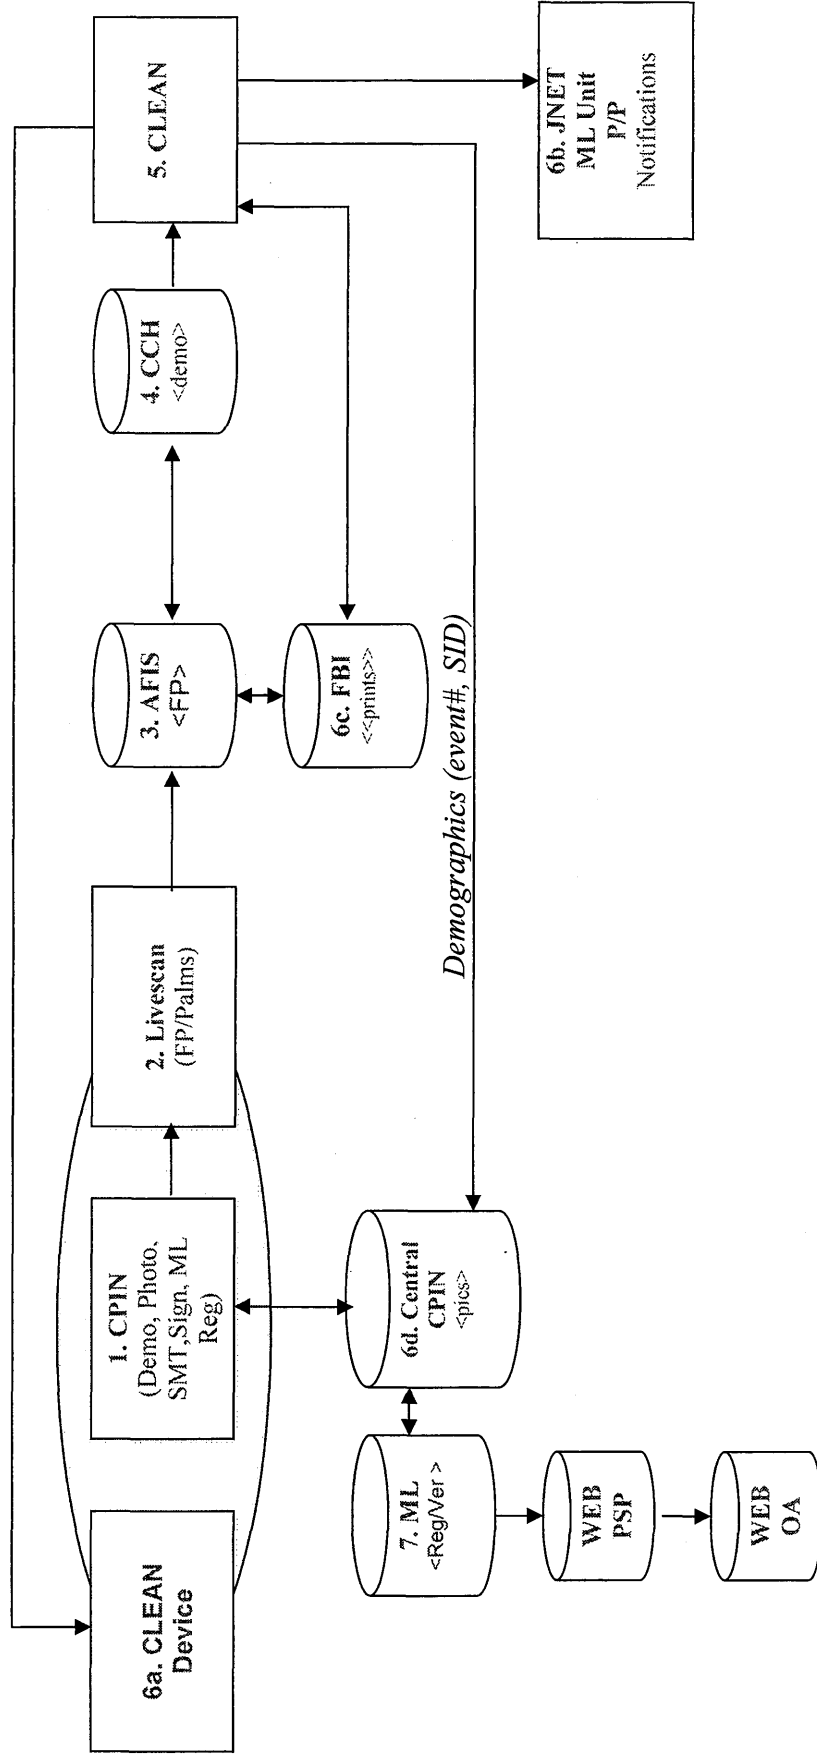 6a. CLEAN
Device
1. CPIN
(Demo, Photo,
SMT,Sign, ML
Reg)
2. Livescan
(FP/Palms)
3. AFIS
<FP>
4. CCH
<demo>
5. CLEAN
6c. FBI
<<prints>>
Demographics (event#, SID)
6d. Central
CPIN
<pics>
7. ML
<Reg/Ver >
WEB
PSP
WEB
OA
6b. JNET
ML Unit
P/P
Notifications